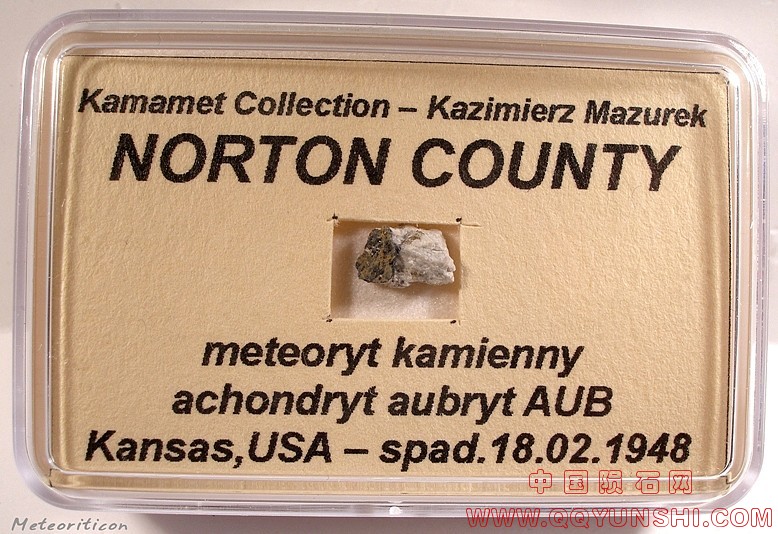 Kamamet Collection – Kazimierz Mazurek
NORTON COUNTY
meteoryt kamienny
achondryt aubryt AUB
Kansas,USA – spad.18.02.1948
中国陨石网
WWW.QQYUNSHI.COM
Meteoriticon